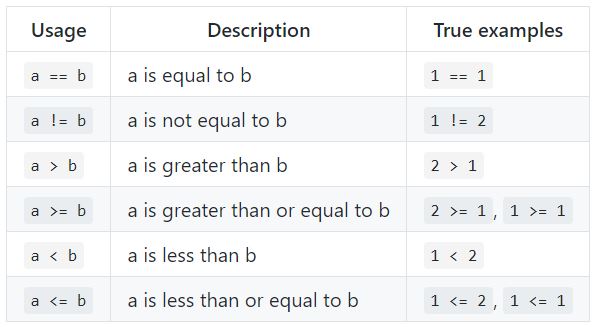 Usage Description True examples
a == b a is equal to b 1 == 1
a != b a is not equal to b 1 != 2
a > b a is greater than b 2 > 1
a >= b a is greater than or equal to b 2 >= 1 , 1 >= 1
a < b a is less than b 1 < 2
a <= b a is less than or equal to b 1 <= 2 , 1 <= 1